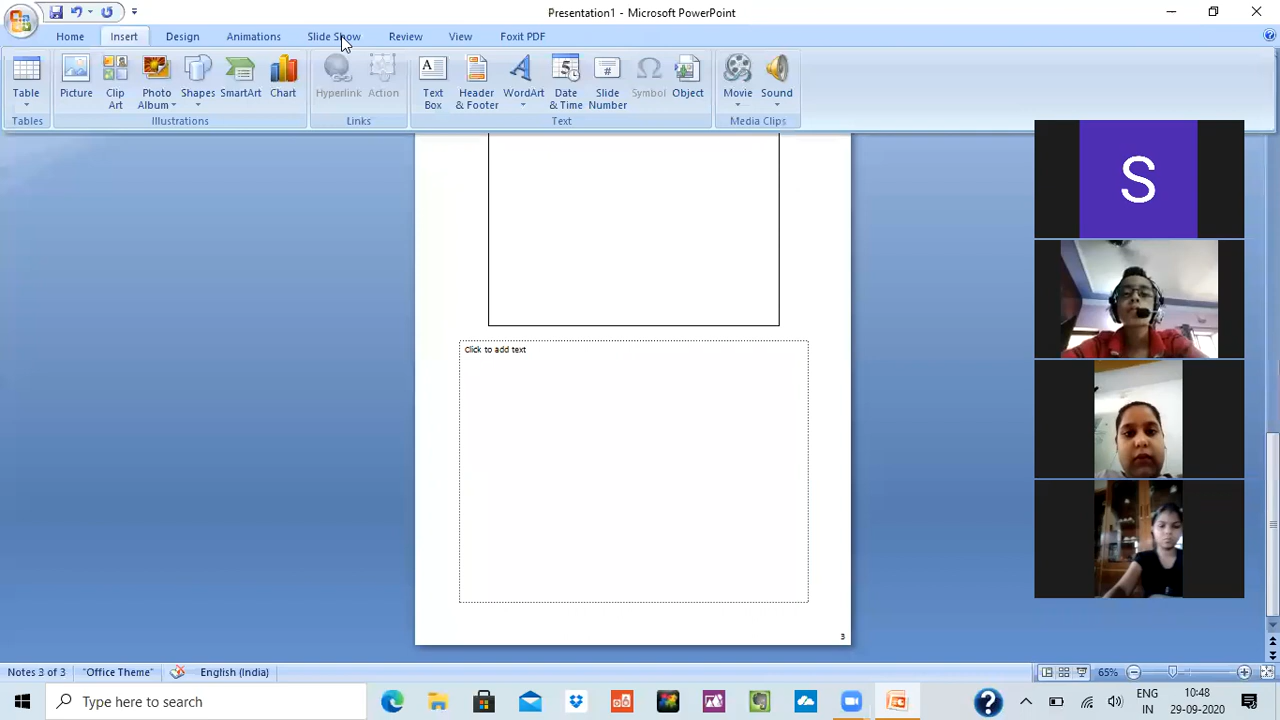 Presentation1 - Microsoft PowerPoint
Home Insert Design Animations Slide Show Review View Foxit PDF
Table Picture Clip Art Photo Album Shapes SmartArt Chart Hyperlink Action Text Box Header & Footer WordArt Date & Time Slide Number Symbol Object Movie Sound
Tables Illustrations Links Text Media Clips
S
Click to add text
3
Notes 3 of 3 "Office Theme" English (India) 65%
Type here to search
ENG
IN
10:48
29-09-2020